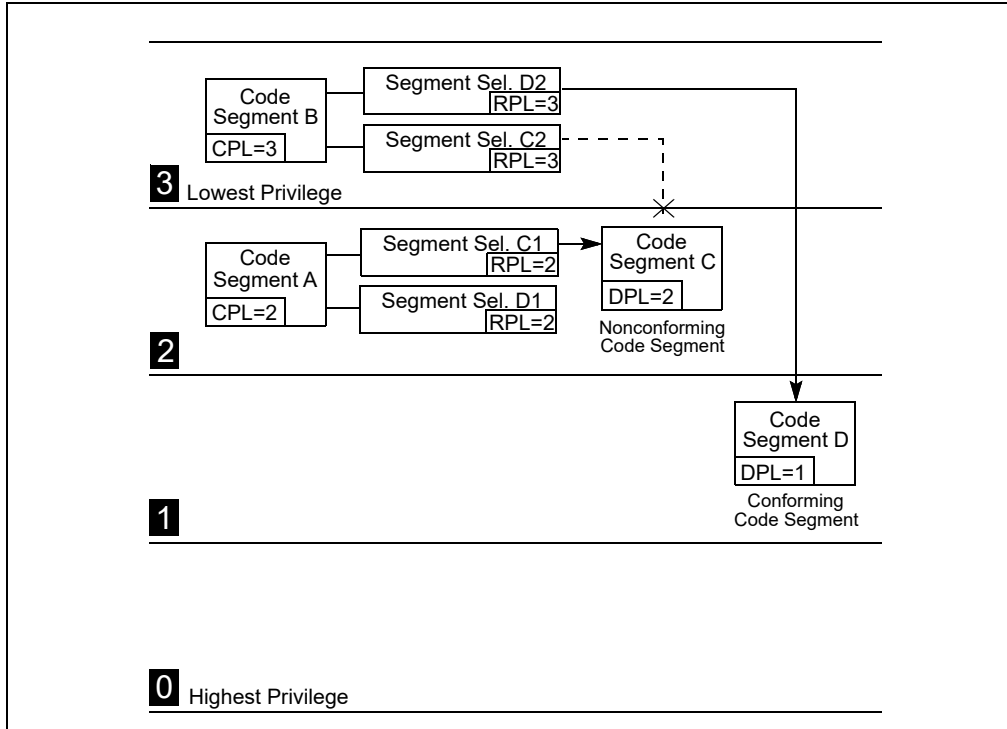 Code
Segment B
CPL=3
Segment Sel. D2
RPL=3
Segment Sel. C2
RPL=3
3 Lowest Privilege
Code
Segment A
CPL=2
Segment Sel. C1
RPL=2
Segment Sel. D1
RPL=2
Code
Segment C
DPL=2
Nonconforming
Code Segment
2
Code
Segment D
DPL=1
Conforming
Code Segment
1
0 Highest Privilege